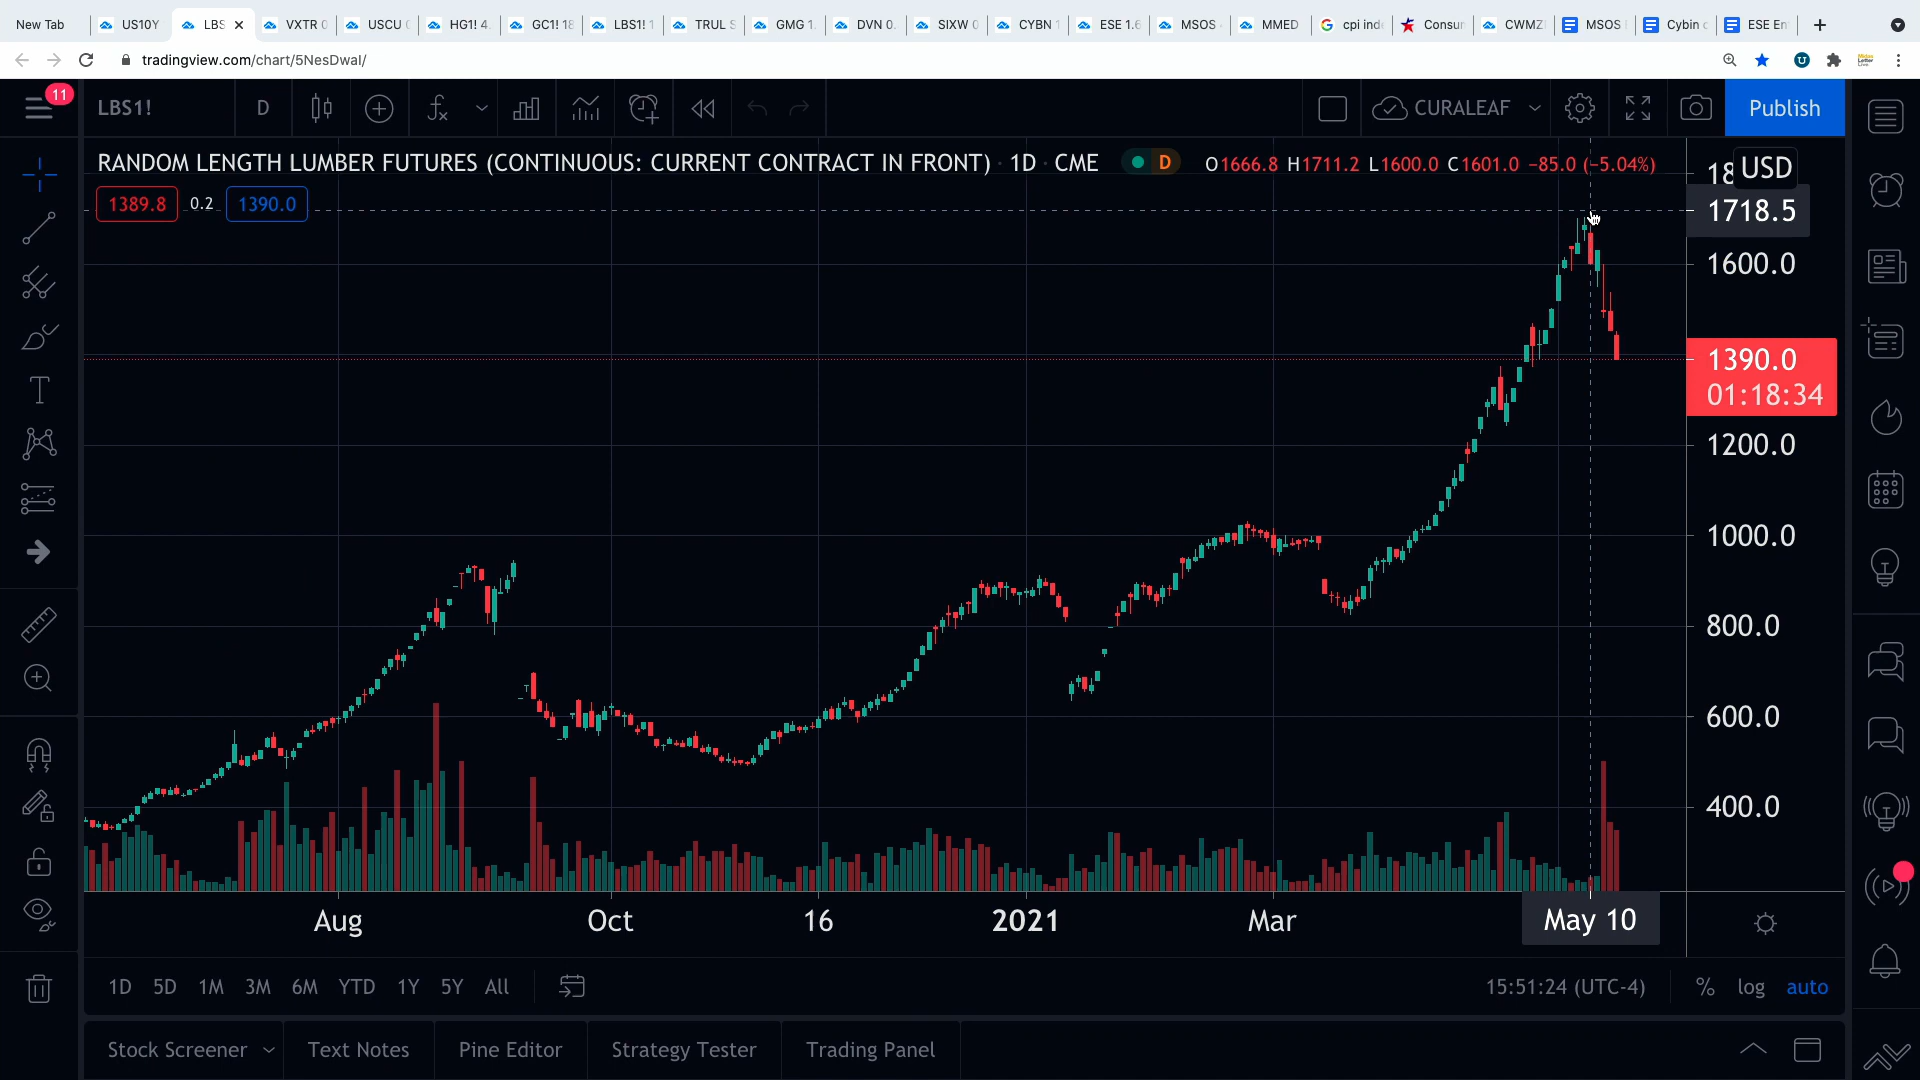 New Tab
US10Y
LBS
VXTR 0
USCU
HG1! 4.
GC1! 18
LBS1! 1
TRUL S
GMG 1.
DVN 0.
SIXW 0
CYBN 1
ESE 1.6
MSOS
MMED
cpi inde
Consun
CWMZ
MSOS
Cybin c
ESE En
tradingview.com/chart/5NesDwal/
11
LBS1!
D
CURALEAF
Publish
RANDOM LENGTH LUMBER FUTURES (CONTINUOUS: CURRENT CONTRACT IN FRONT) · 1D · CME
D
O1666.8 H1711.2 L1600.0 C1601.0 −85.0 (−5.04%)
USD
1389.8
0.2
1390.0
1718.5
1600.0
1390.0
01:18:34
1200.0
1000.0
800.0
600.0
400.0
Aug
Oct
16
2021
Mar
May 10
1D
5D
1M
3M
6M
YTD
1Y
5Y
All
15:51:24 (UTC-4)
%
log
auto
Stock Screener
Text Notes
Pine Editor
Strategy Tester
Trading Panel